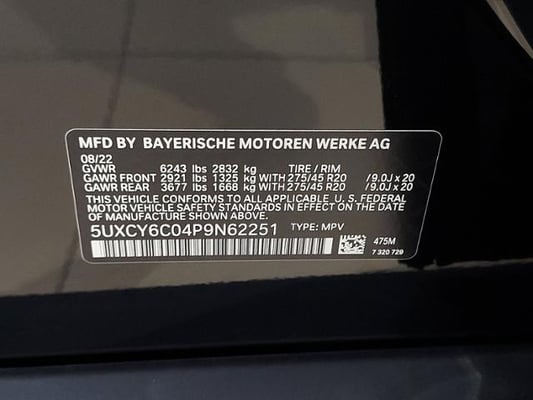 MFD BY BAYERISCHE MOTOREN WERKE AG
08/22
GVWR 6243 lbs 2832 kg TIRE / RIM
GAWR FRONT 2921 lbs 1325 kg WITH 275/45 R20 / 9.0J x 20
GAWR REAR 3677 lbs 1668 kg WITH 275/45 R20 / 9.0J x 20
THIS VEHICLE CONFORMS TO ALL APPLICABLE U. S. FEDERAL
MOTOR VEHICLE SAFETY STANDARDS IN EFFECT ON THE
DATE OF MANUFACTURE SHOWN ABOVE.
5UXCY6C04P9N62251 TYPE: MPV
475M
7 320 729